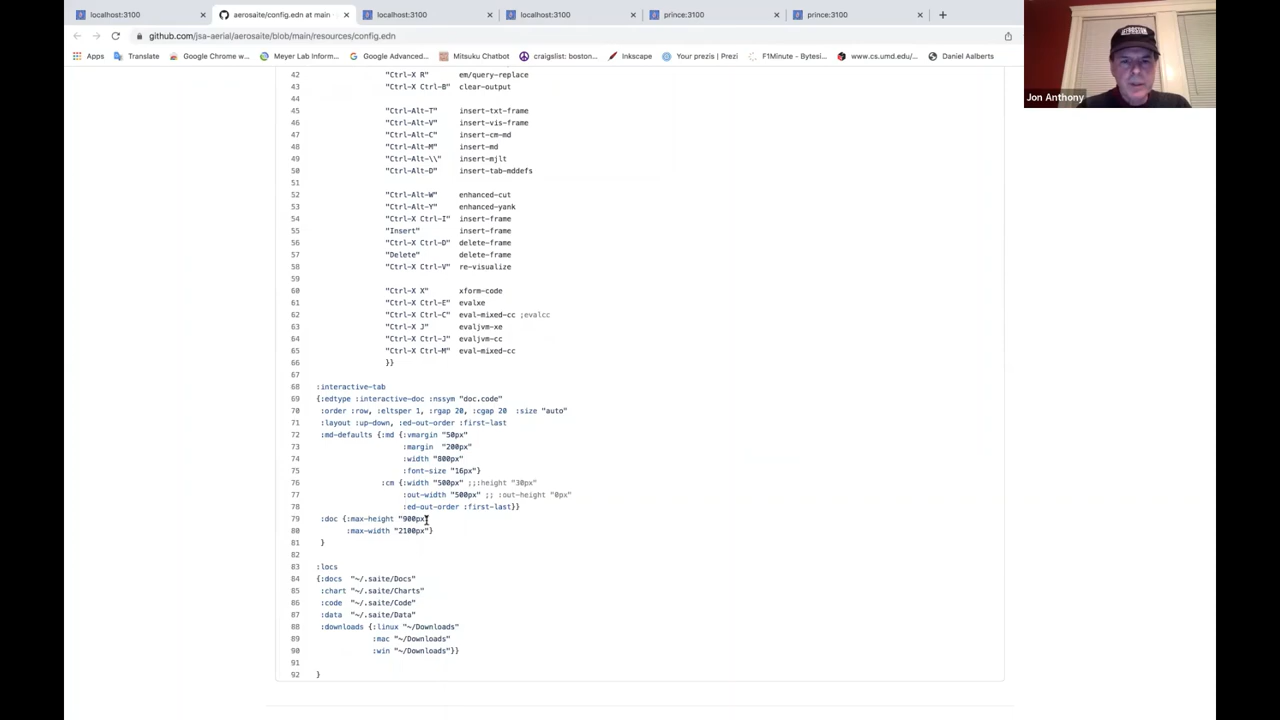 localhost:3100
aerosaite/config.edn at main
localhost:3100
localhost:3100
prince:3100
prince:3100
github.com/jsa-aerial/aerosaite/blob/main/resources/config.edn
Apps
Translate
Google Chrome w...
Meyer Lab Inform...
Google Advanced...
Mitsuku Chatbot
craigslist: boston...
Inkscape
Your prezis | Prezi
F1Minute - Bytesi...
www.cs.umd.edu/...
Daniel Aalberts
Jon Anthony
42 "Ctrl-X R" em/query-replace
43 "Ctrl-X Ctrl-B" clear-output
44
45 "Ctrl-Alt-T" insert-txt-frame
46 "Ctrl-Alt-V" insert-vis-frame
47 "Ctrl-Alt-C" insert-cm-md
48 "Ctrl-Alt-M" insert-md
49 "Ctrl-Alt-\\" insert-mjlt
50 "Ctrl-Alt-D" insert-tab-mddefs
51
52 "Ctrl-Alt-W" enhanced-cut
53 "Ctrl-Alt-Y" enhanced-yank
54 "Ctrl-X Ctrl-I" insert-frame
55 "Insert" insert-frame
56 "Ctrl-X Ctrl-D" delete-frame
57 "Delete" delete-frame
58 "Ctrl-X Ctrl-V" re-visualize
59
60 "Ctrl-X X" xform-code
61 "Ctrl-X Ctrl-E" evalxe
62 "Ctrl-X Ctrl-C" eval-mixed-cc ;evalcc
63 "Ctrl-X J" evaljvm-xe
64 "Ctrl-X Ctrl-J" evaljvm-cc
65 "Ctrl-X Ctrl-M" eval-mixed-cc
66 }}
67
68 :interactive-tab
69 {:edtype :interactive-doc :nssym "doc.code"
70 :order :row, :eltsper 1, :rgap 20, :cgap 20 :size "auto"
71 :layout :up-down, :ed-out-order :first-last
72 :md-defaults {:md {:vmargin "50px"
73 :margin "200px"
74 :width "800px"
75 :font-size "16px"}
76 :cm {:width "500px" ;;:height "30px"
77 :out-width "500px" ;; :out-height "0px"
78 :ed-out-order :first-last}}
79 :doc {:max-height "900px"
80 :max-width "2100px"}
81 }
82
83 :locs
84 {:docs "~/.saite/Docs"
85 :chart "~/.saite/Charts"
86 :code "~/.saite/Code"
87 :data "~/.saite/Data"
88 :downloads {:linux "~/Downloads"
89 :mac "~/Downloads"
90 :win "~/Downloads"}}
91
92 }